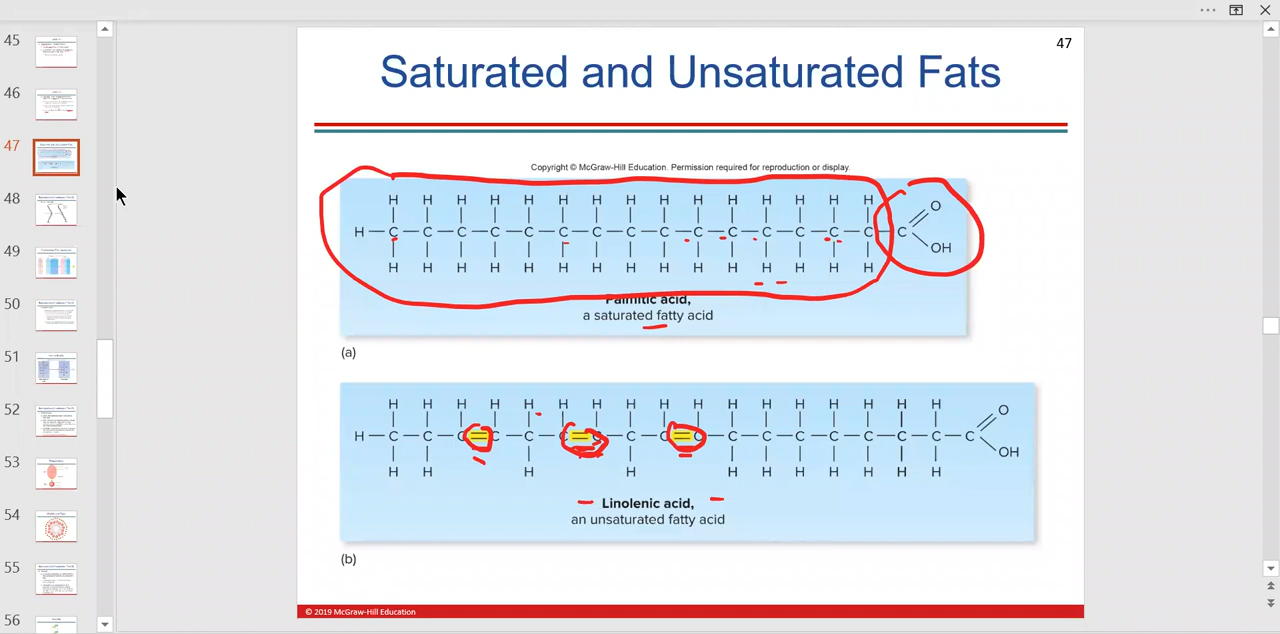 45
46
47
48
49
50
51
52
53
54
55
56
47
Saturated and Unsaturated Fats
Copyright © McGraw-Hill Education. Permission required for reproduction or display.
H H H H H H H H H H H H H H H
O
H C C C C C C C C C C C C C C C C
OH
H H H H H H H H H H H H H H H
Palmitic acid,
a saturated fatty acid
(a)
H H H H H H H H H H H H H H H H H
O
H C C C C C C C C C C C C C C C C C C
OH
H H H H H H H H H H H
Linolenic acid,
an unsaturated fatty acid
(b)
© 2019 McGraw-Hill Education